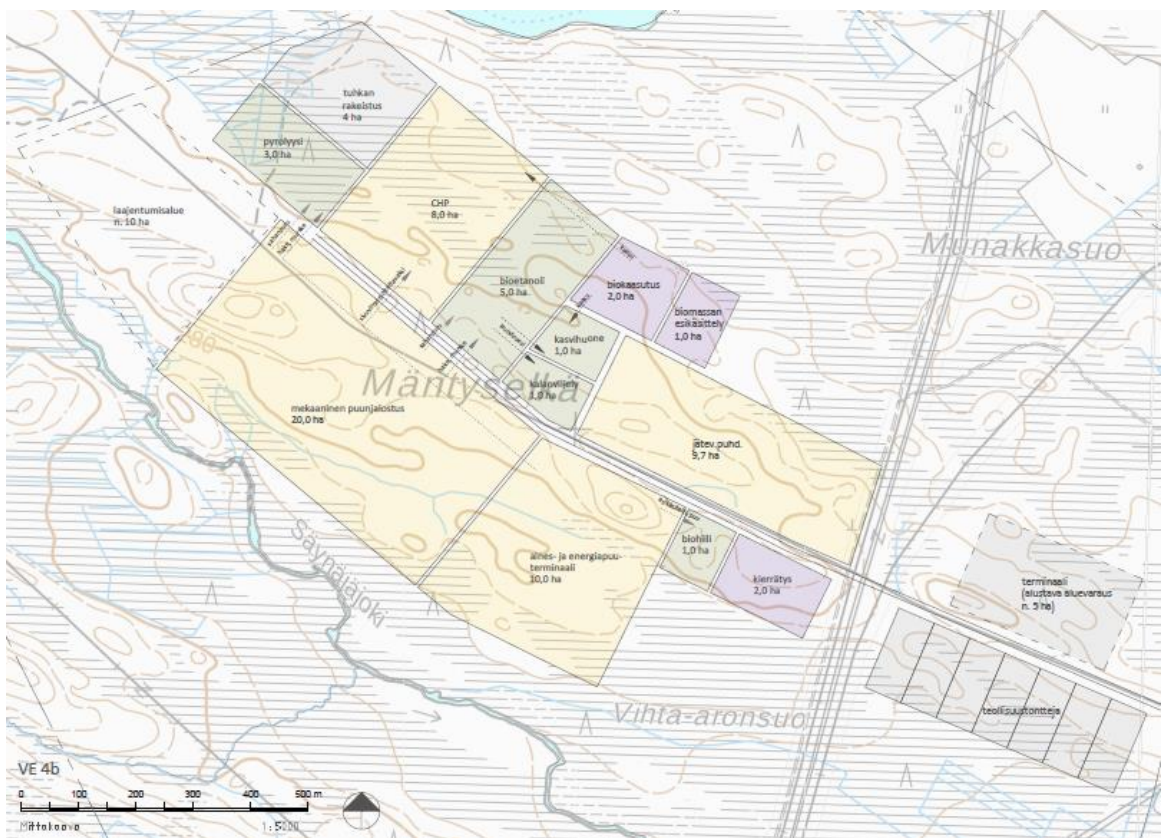 tuhkan
rakeistus
4 ha
pyrolyysi
3,0 ha
laajentumisalue
n. 10 ha
CHP
8,0 ha
Munakkasuo
bioetanoli
5,0 ha
biokaasutus
2,0 ha
biomassan
esikäsittely
1,0 ha
kasvihuone
1,0 ha
80
Mäntyselkä
kalanviljely
1,0 ha
mekaaninen puunjalostus
20,0 ha
jätev.puhd.
9,7 ha
biohiili
1,0 ha
aines- ja energiapuu-
terminaali
10,0 ha
kierrätys
2,0 ha
terminaali
(alustava aluevaraus
n. 5 ha)
Säynäjäjoki
Vihta-aronsuo
teollisuustontteja
VE 4b
0 100 200 300 400 500 m
Mittakaava 1:5000